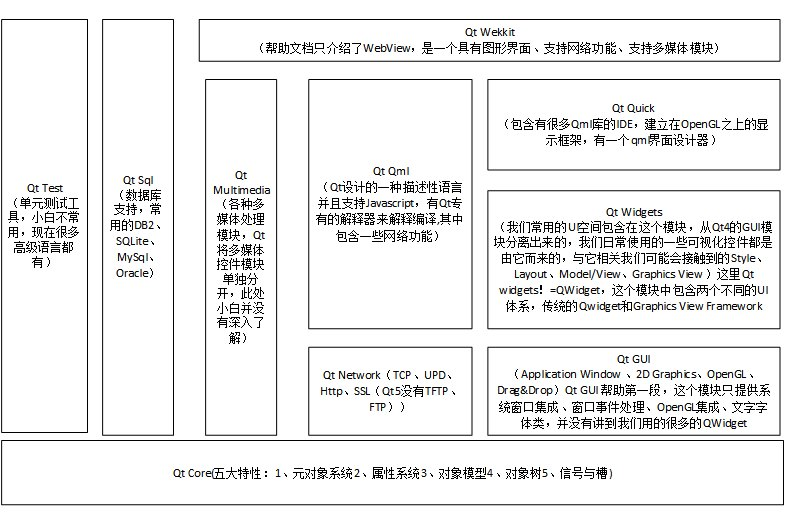 Qt Wekkit
（帮助文档只介绍了WebView，是一个具有图形界面、支持网络功能、支持多媒体模块）
Qt Test
（单元测试工
具，小白不常
用，现在很多
高级语言都
有）
Qt Sql
（数据库
支持，常
用的DB2、
SQLite、
MySql、
Oracle）
Qt
Multimedia
（各种多
媒体处理
模块，Qt
将多媒体
控件模块
单独分
开，此处
小白并没
有深入了
解）
Qt Qml
（Qt设计的一种描述性语言
并且支持Javascript，有Qt专
有的解释器来解释编译,其中
包含一些网络功能）
Qt Quick
（包含有很多Qml库的IDE，建立在OpenGL之上的显
示框架，有一个 qml界面设计器）
Qt Widgets
（我们常用的U空间包含在这个模块，从Qt4的GUI模
块分离出来的，我们日常使用的一些可视化控件都是
由它而来的，与它相关我们可能会接触到的Style、
Layout、Model/View、Graphics View ）这里Qt
widgets！=QWidget，这个模块中包含两个不同的UI
体系，传统的Qwidget和Graphics View Framework
Qt Network（TCP 、UPD、
Http、SSL（Qt5没有TFTP、
FTP））
Qt GUI
（Application Window 、2D Graphics、OpenGL、
Drag&Drop）Qt GUI 帮助第一段，这个模块只提供系
统窗口集成、窗口事件处理、OpenGL集成、文字字
体类，并没有讲到我们用的很多的QWidget
Qt Core(五大特性：1、元对象系统2、属性系统3、对象模型4、对象树5、信号与槽)